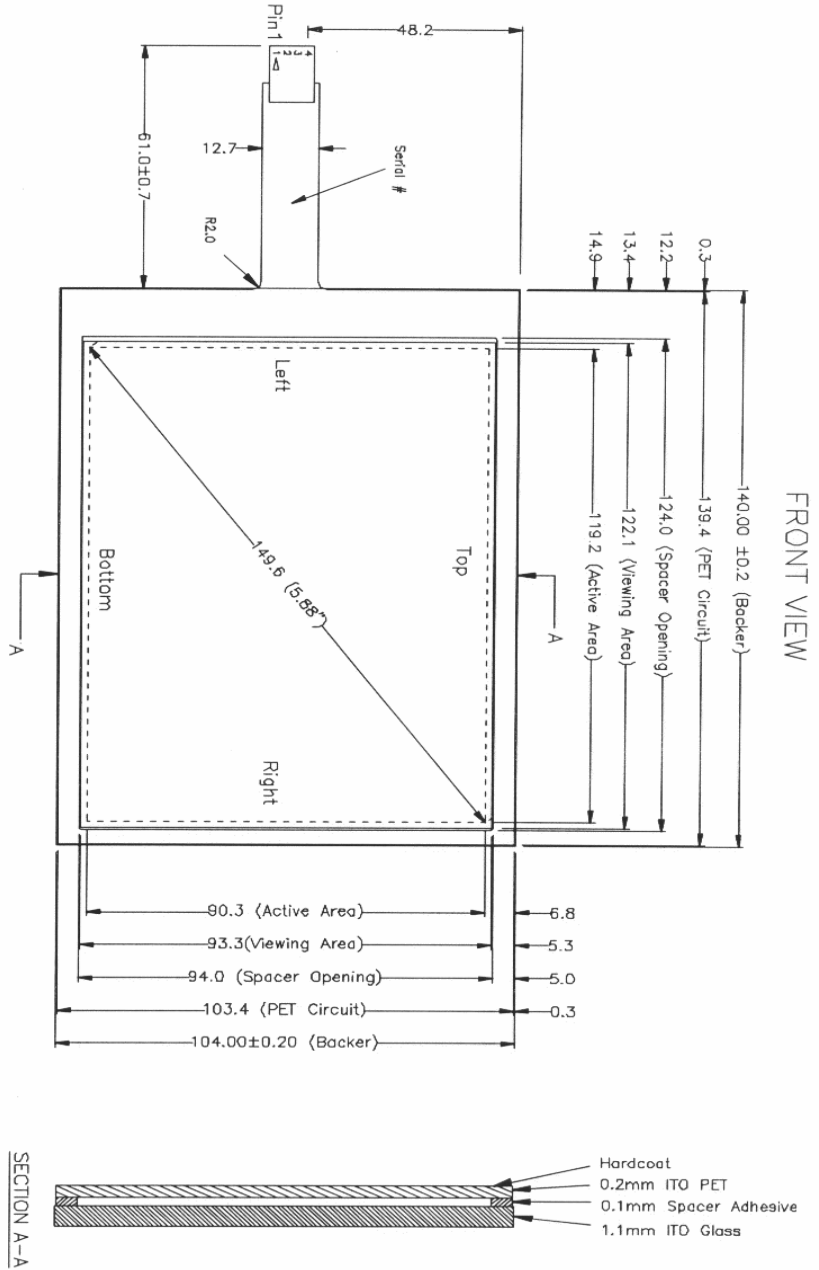 FRONT VIEW
140.00 ±0.2 (Backer)
139.4 (PET Circuit)
124.0 (Spacer Opening)
122.1 (Viewing Area)
119.2 (Active Area)
0.3
12.2
13.4
14.9
48.2
Pin1
1
2
3
4
61.0±0.7
12.7
Serial #
R2.0
Left
Top
Bottom
Right
149.6 (5.88")
A
A
90.3 (Active Area)
6.8
93.3(Viewing Area)
5.3
94.0 (Spacer Opening)
5.0
103.4 (PET Circuit)
0.3
104.00±0.20 (Backer)
Hardcoat
0.2mm ITO PET
0.1mm Spacer Adhesive
1.1mm ITO Glass
SECTION A-A